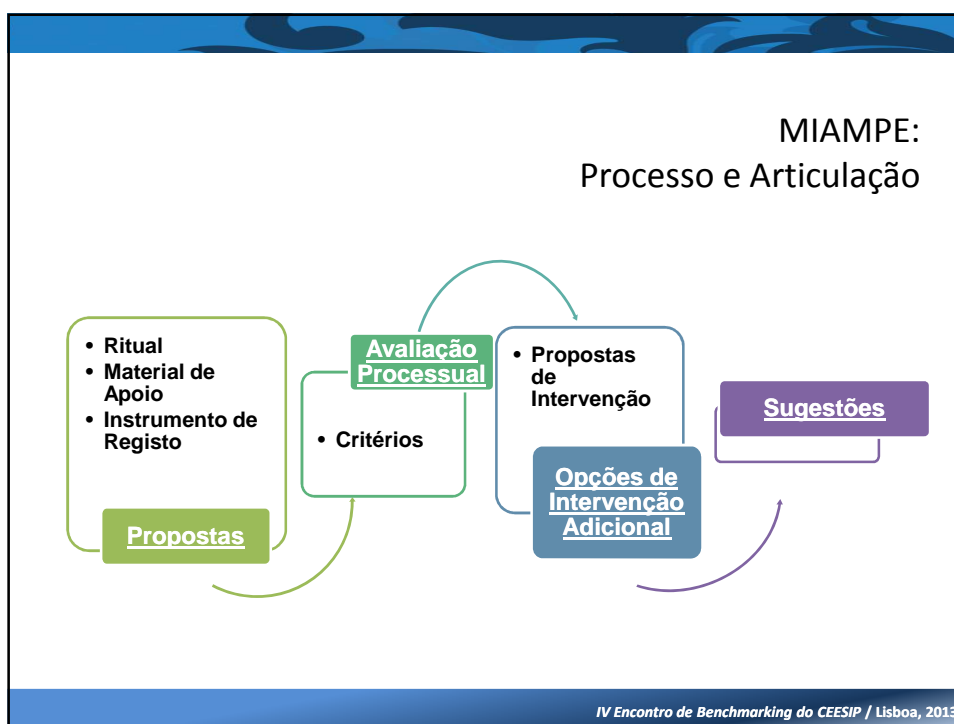 MIAMPE:
Processo e Articulação
• Ritual
• Material de
Apoio
• Instrumento de
Registo
Propostas
Avaliação
Processual
• Critérios
• Propostas
de
Intervenção
Opções de
Intervenção
Adicional
Sugestões
IV Encontro de Benchmarking do CEESIP / Lisboa, 2013